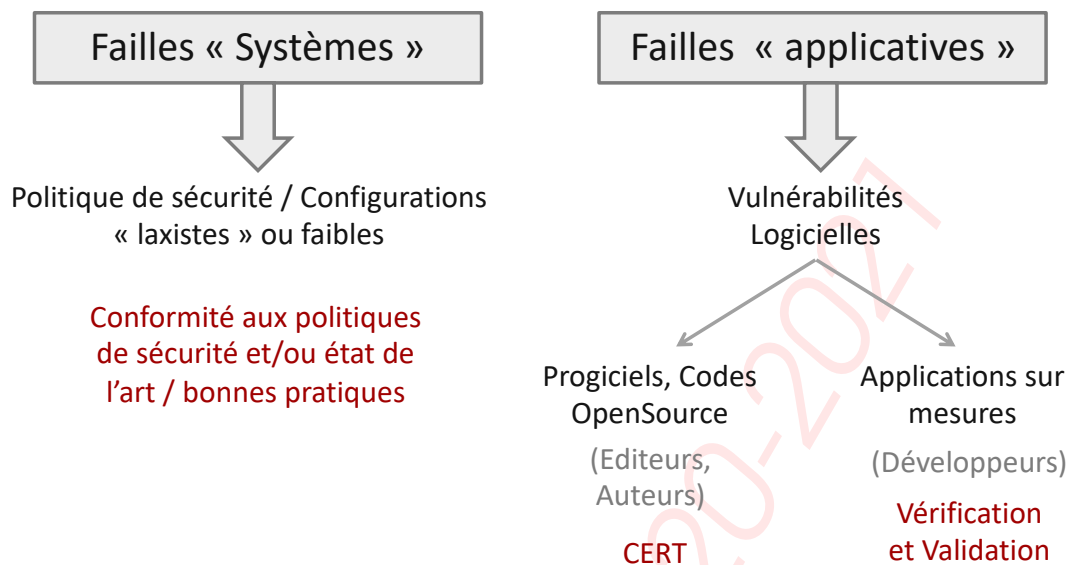 Failles « Systèmes »
Failles « applicatives »
Politique de sécurité / Configurations
« laxistes » ou faibles
Conformité aux politiques
de sécurité et/ou état de
l’art / bonnes pratiques
Vulnérabilités
Logicielles
Progiciels, Codes
OpenSource
(Editeurs,
Auteurs)
CERT
Applications sur
mesures
(Développeurs)
Vérification
et Validation
20-2021